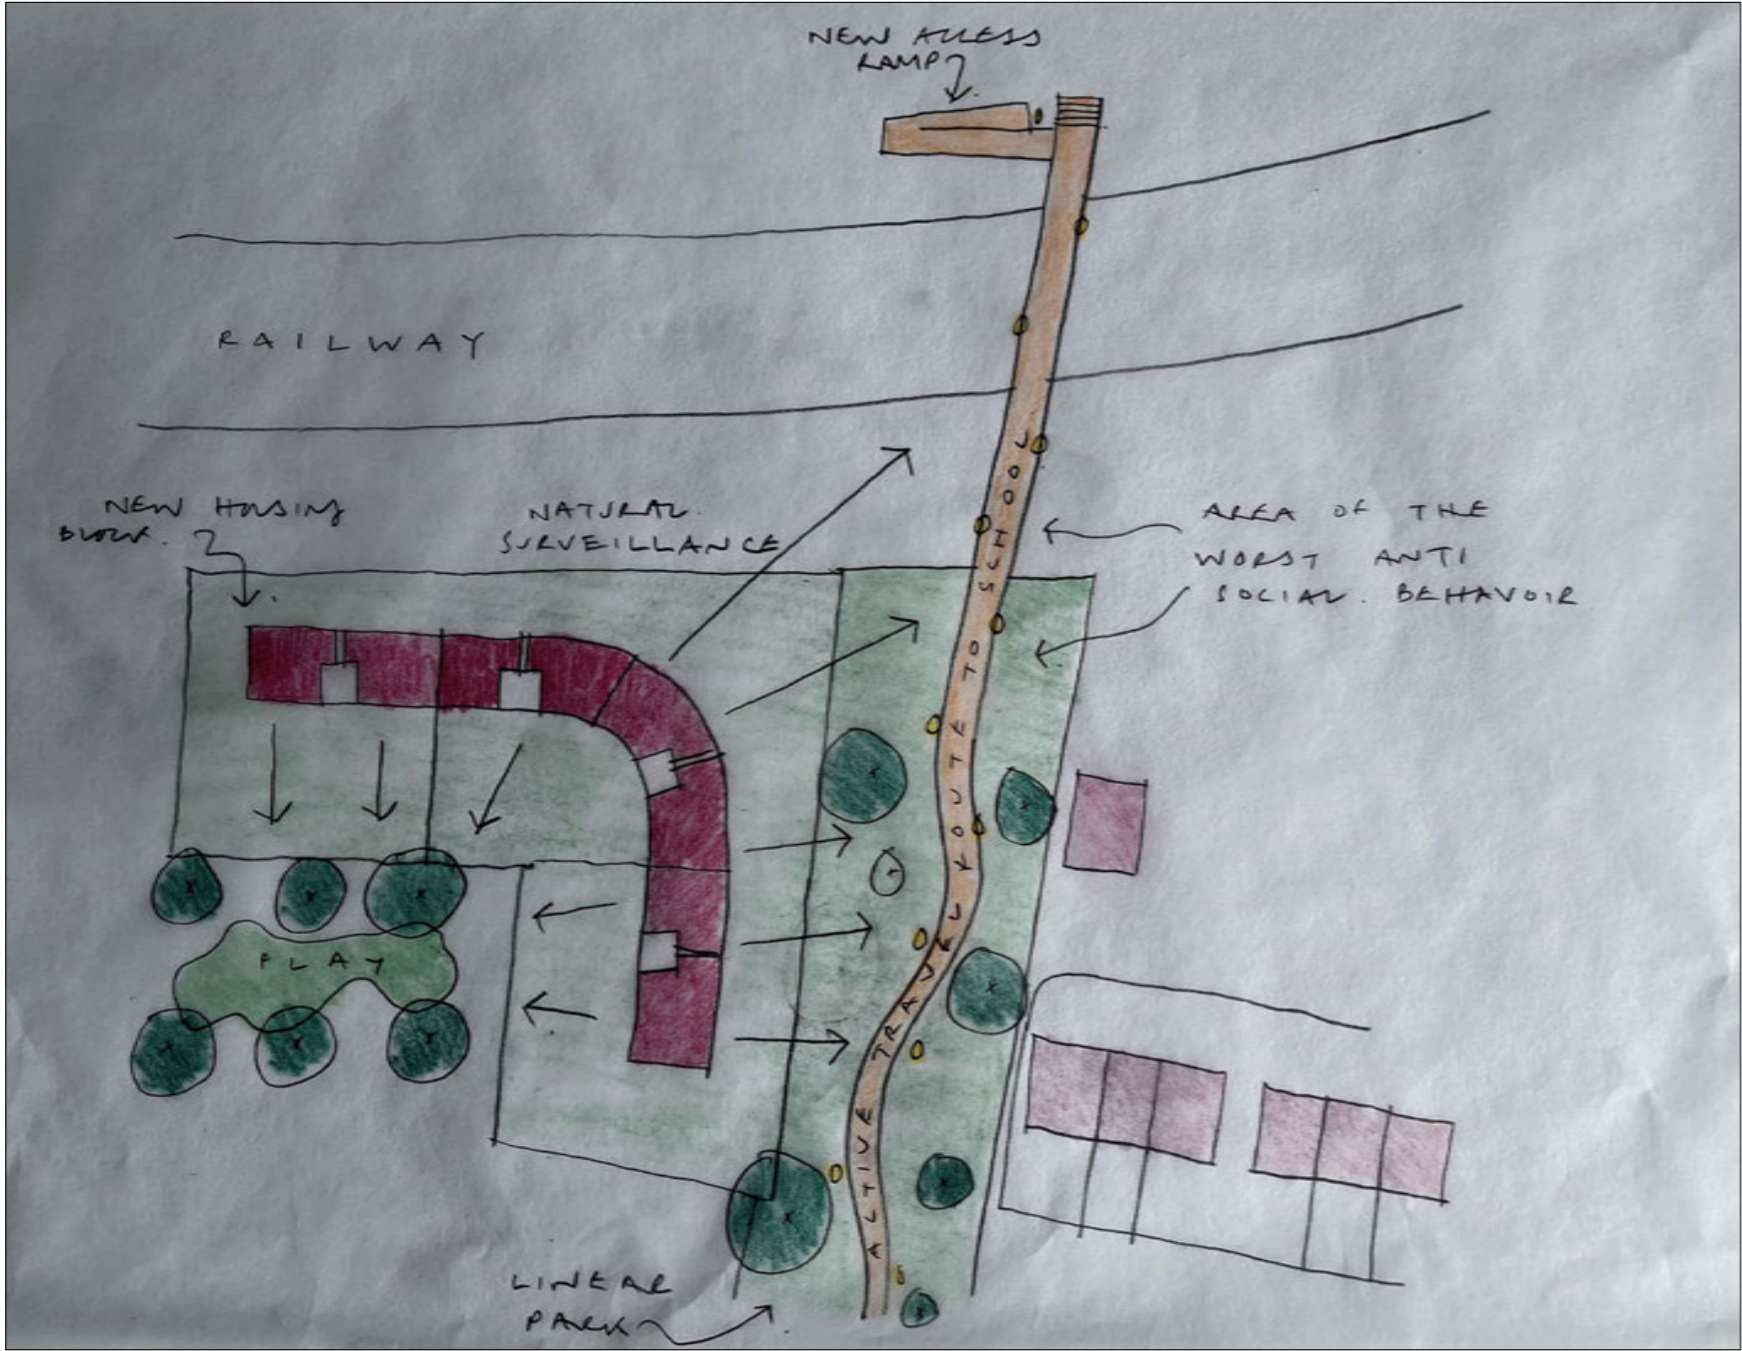 NEW ACCESS
RAMP
RAILWAY
NEW HOUSING
BLOCK.
NATURAL
SURVEILLANCE
AREA OF THE
WORST ANTI
SOCIAL. BEHAVOIR
ACTIVE TRAVEL ROUTE TO SCHOOL
PLAY
LINEAR
PARK